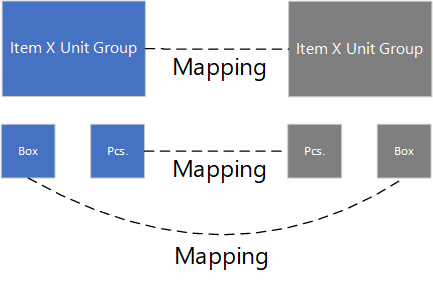 Item X Unit Group
Mapping
Item X Unit Group
Box
Pcs.
Mapping
Pcs.
Box
Mapping